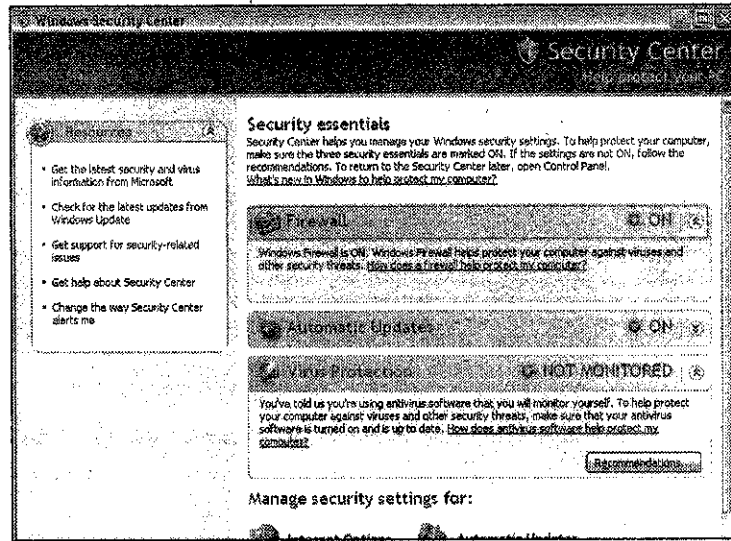 Windows Security Center
Security Center
Help protect your PC
Resources
• Get the latest security and virus
information from Microsoft
• Check for the latest updates from
Windows Update
• Get support for security-related
issues
• Get help about Security Center
• Change the way Security Center
alerts me
Security essentials
Security Center helps you manage your Windows security settings. To help protect your computer,
make sure the three security essentials are marked ON. If the settings are not ON, follow the
recommendations. To return to the Security Center later, open Control Panel.
What's new in Windows to help protect my computer?
Firewall ON
Windows Firewall is ON. Windows Firewall helps protect your computer against viruses and
other security threats. How does a firewall help protect my computer?
Automatic Updates ON
Virus Protection NOT MONITORED
You've told us you're using antivirus software that you will monitor yourself. To help protect
your computer against viruses and other security threats, make sure that your antivirus
software is turned on and is up to date. How does antivirus software help protect my
computer?
Recommendations...
Manage security settings for:
Internet Options Automatic Updates